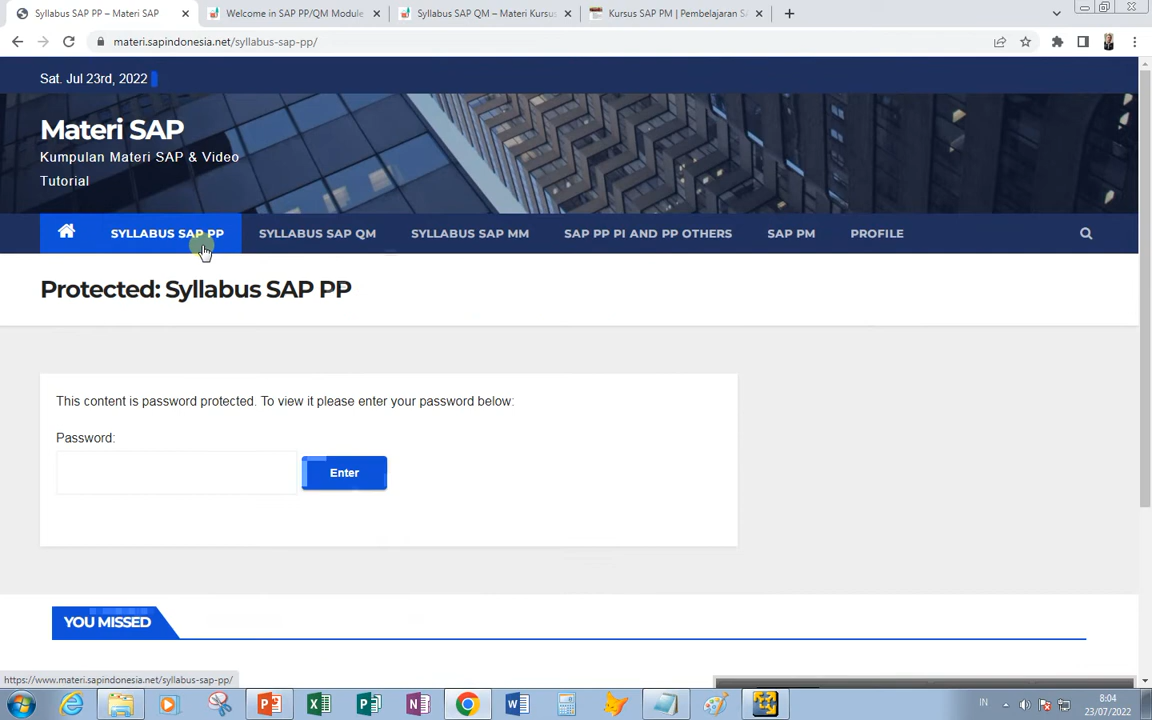 Syllabus SAP PP – Materi SAP
Welcome in SAP PP/QM Module
Syllabus SAP QM – Materi Kursus
Kursus SAP PM | Pembelajaran SA
materi.sapindonesia.net/syllabus-sap-pp/
Sat. Jul 23rd, 2022
Materi SAP
Kumpulan Materi SAP & Video
Tutorial
SYLLABUS SAP PP
SYLLABUS SAP QM
SYLLABUS SAP MM
SAP PP PI AND PP OTHERS
SAP PM
PROFILE
Protected: Syllabus SAP PP
This content is password protected. To view it please enter your password below:
Password:
Enter
YOU MISSED
https://www.materi.sapindonesia.net/syllabus-sap-pp/
IN
8:04
23/07/2022